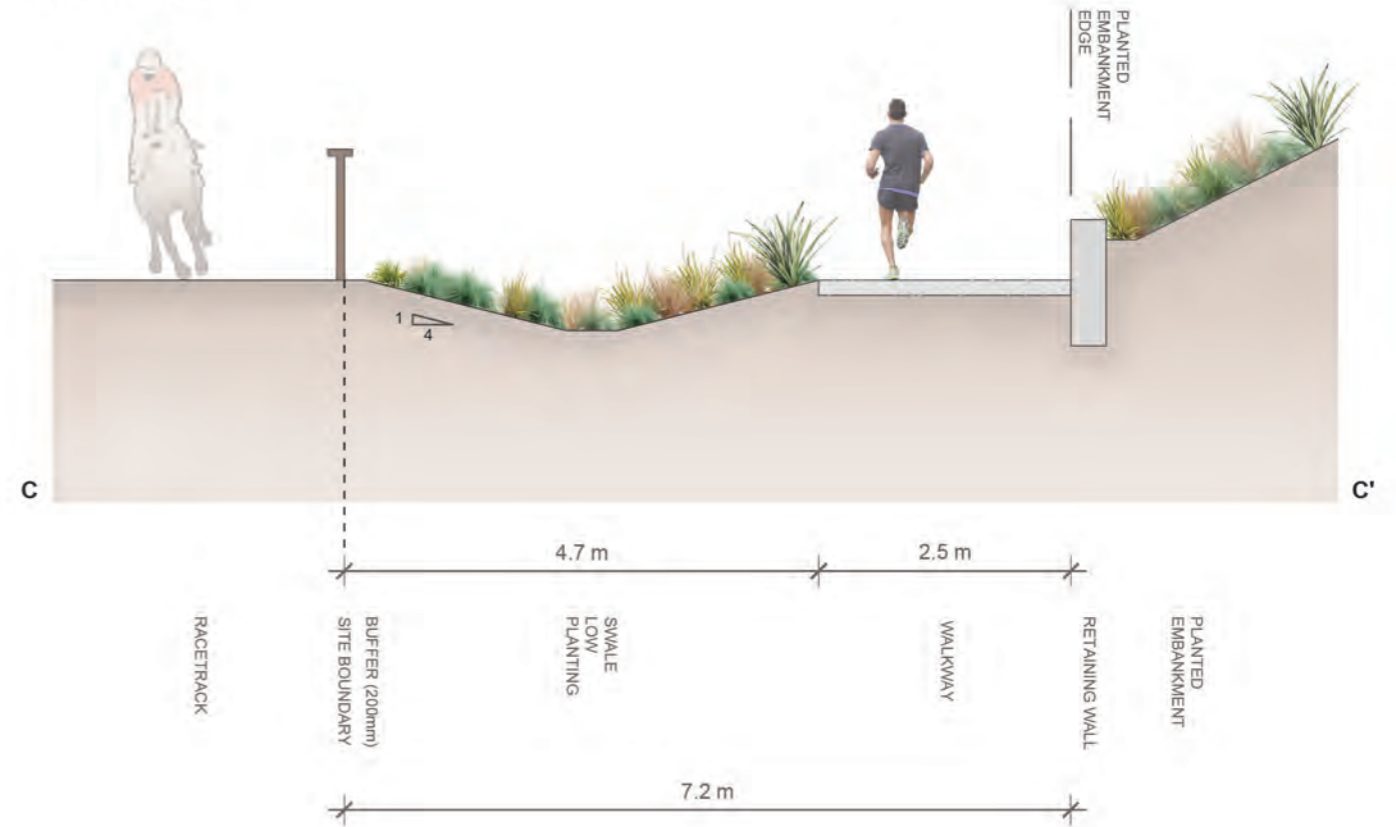 PLANTED
EMBANKMENT
EDGE
1
4
C
C'
4.7 m
2.5 m
RACETRACK
BUFFER (200mm)
SITE BOUNDARY
SWALE
LOW
PLANTING
WALKWAY
RETAINING WALL
PLANTED
EMBANKMENT
7.2 m